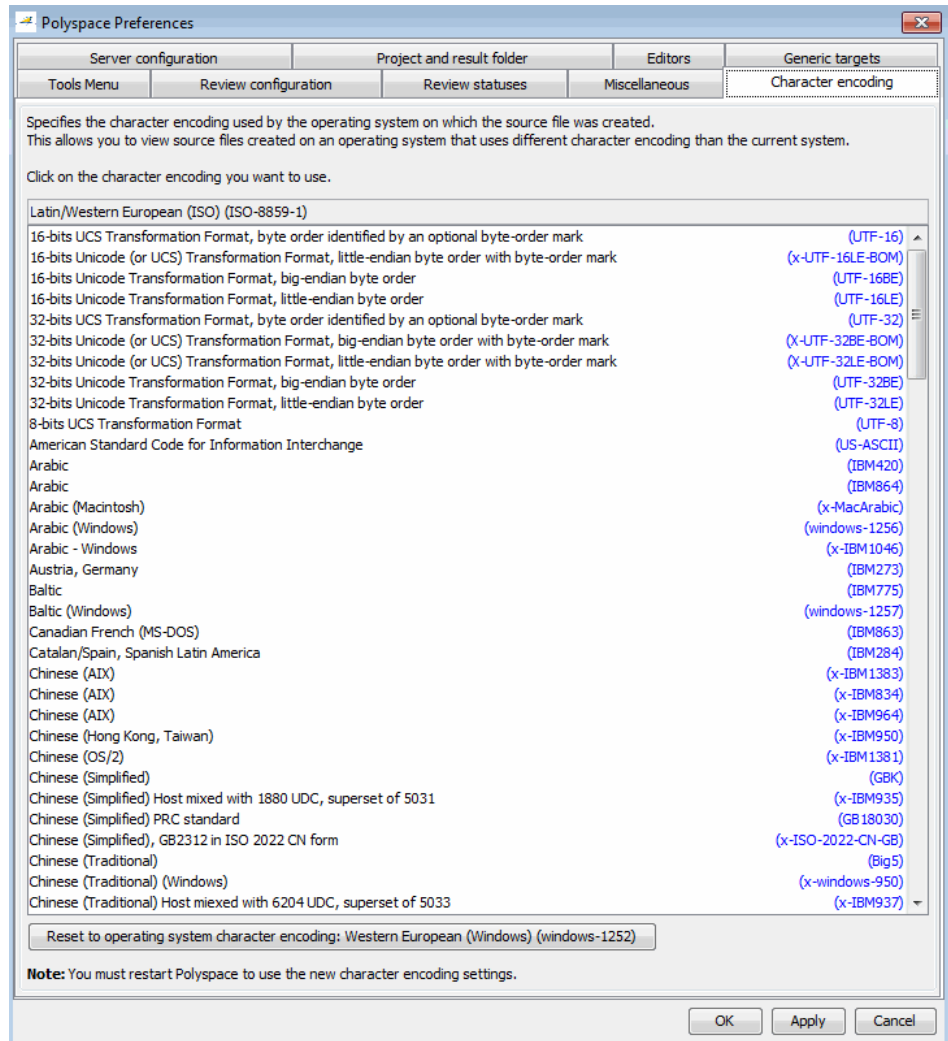 Polyspace Preferences
Server configuration Project and result folder Editors Generic targets
Tools Menu Review configuration Review statuses Miscellaneous Character encoding
Specifies the character encoding used by the operating system on which the source file was created.
This allows you to view source files created on an operating system that uses different character encoding than the current system.
Click on the character encoding you want to use.
Latin/Western European (ISO) (ISO-8859-1)
16-bits UCS Transformation Format, byte order identified by an optional byte-order mark (UTF-16)
16-bits Unicode (or UCS) Transformation Format, little-endian byte order with byte-order mark (x-UTF-16LE-BOM)
16-bits Unicode Transformation Format, big-endian byte order (UTF-16BE)
16-bits Unicode Transformation Format, little-endian byte order (UTF-16LE)
32-bits UCS Transformation Format, byte order identified by an optional byte-order mark (UTF-32)
32-bits Unicode (or UCS) Transformation Format, big-endian byte order with byte-order mark (X-UTF-32BE-BOM)
32-bits Unicode (or UCS) Transformation Format, little-endian byte order with byte-order mark (X-UTF-32LE-BOM)
32-bits Unicode Transformation Format, big-endian byte order (UTF-32BE)
32-bits Unicode Transformation Format, little-endian byte order (UTF-32LE)
8-bits UCS Transformation Format (UTF-8)
American Standard Code for Information Interchange (US-ASCII)
Arabic (IBM420)
Arabic (IBM864)
Arabic (Macintosh) (x-MacArabic)
Arabic (Windows) (windows-1256)
Arabic - Windows (x-IBM1046)
Austria, Germany (IBM273)
Baltic (IBM775)
Baltic (Windows) (windows-1257)
Canadian French (MS-DOS) (IBM863)
Catalan/Spain, Spanish Latin America (IBM284)
Chinese (AIX) (x-IBM1383)
Chinese (AIX) (x-IBM834)
Chinese (AIX) (x-IBM964)
Chinese (Hong Kong, Taiwan) (x-IBM950)
Chinese (OS/2) (x-IBM1381)
Chinese (Simplified) (GBK)
Chinese (Simplified) Host mixed with 1880 UDC, superset of 5031 (x-IBM935)
Chinese (Simplified) PRC standard (GB18030)
Chinese (Simplified), GB2312 in ISO 2022 CN form (x-ISO-2022-CN-GB)
Chinese (Traditional) (Big5)
Chinese (Traditional) (Windows) (x-windows-950)
Chinese (Traditional) Host miexed with 6204 UDC, superset of 5033 (x-IBM937)
Reset to operating system character encoding: Western European (Windows) (windows-1252)
Note: You must restart Polyspace to use the new character encoding settings.
OK Apply Cancel